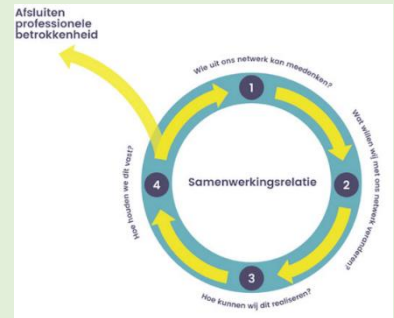 Afsluiten
professionele
betrokkenheid
Wie uit ons netwerk kan meedenken?
1
Wat willen wij met ons netwerk veranderen?
2
Samenwerkingsrelatie
3
Hoe kunnen wij dit realiseren?
4
Hoe houden we dit vast?